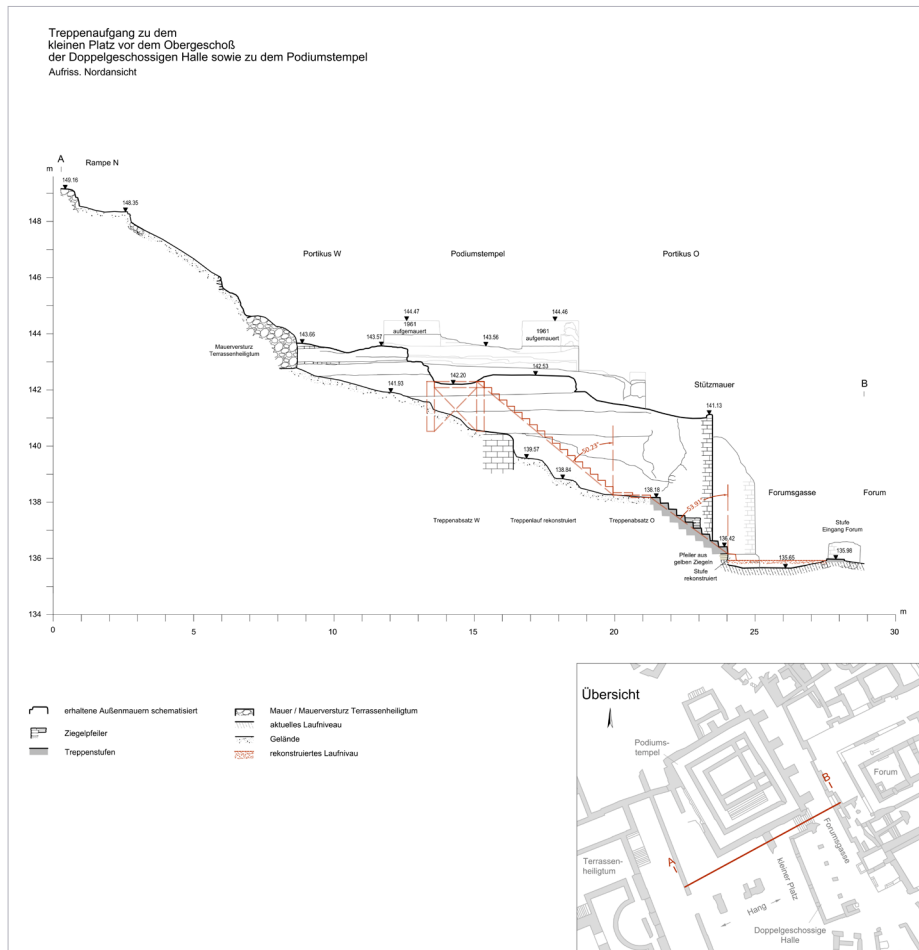 Treppenaufgang zu dem
kleinen Platz vor dem Obergeschoß
der Doppelgeschossigen Halle sowie zu dem Podiumstempel
Aufriss. Nordansicht
A
Rampe N
m
149.16
148.35
148
146
144
142
140
138
136
134
Portikus W
Podiumstempel
Portikus O
144.47
1961
aufgemauert
144.46
1961
aufgemauert
143.66
143.57
143.56
Mauerversturz
Terrassenheiligtum
142.20
142.53
141.93
Stützmauer
141.13
B
50.23°
139.57
138.84
138.18
53.91°
Forumsgasse
Forum
Treppenabsatz W
Treppenlauf rekonstruiert
Treppenabsatz O
Stufe
Eingang Forum
136.42
135.65
135.98
Pfeiler aus
gelben Ziegeln
Stufe
rekonstruiert
m
0
5
10
15
20
25
30
erhaltene Außenmauern schematisiert
Ziegelpfeiler
Treppenstufen
Mauer / Mauerversturz Terrassenheiligtum
aktuelles Laufniveau
Gelände
rekonstruiertes Laufnivau
Übersicht
Podiums-
tempel
B
Forum
Forumsgasse
A
Terrassen-
heiligtum
kleiner Platz
Hang
Doppelgeschossige
Halle